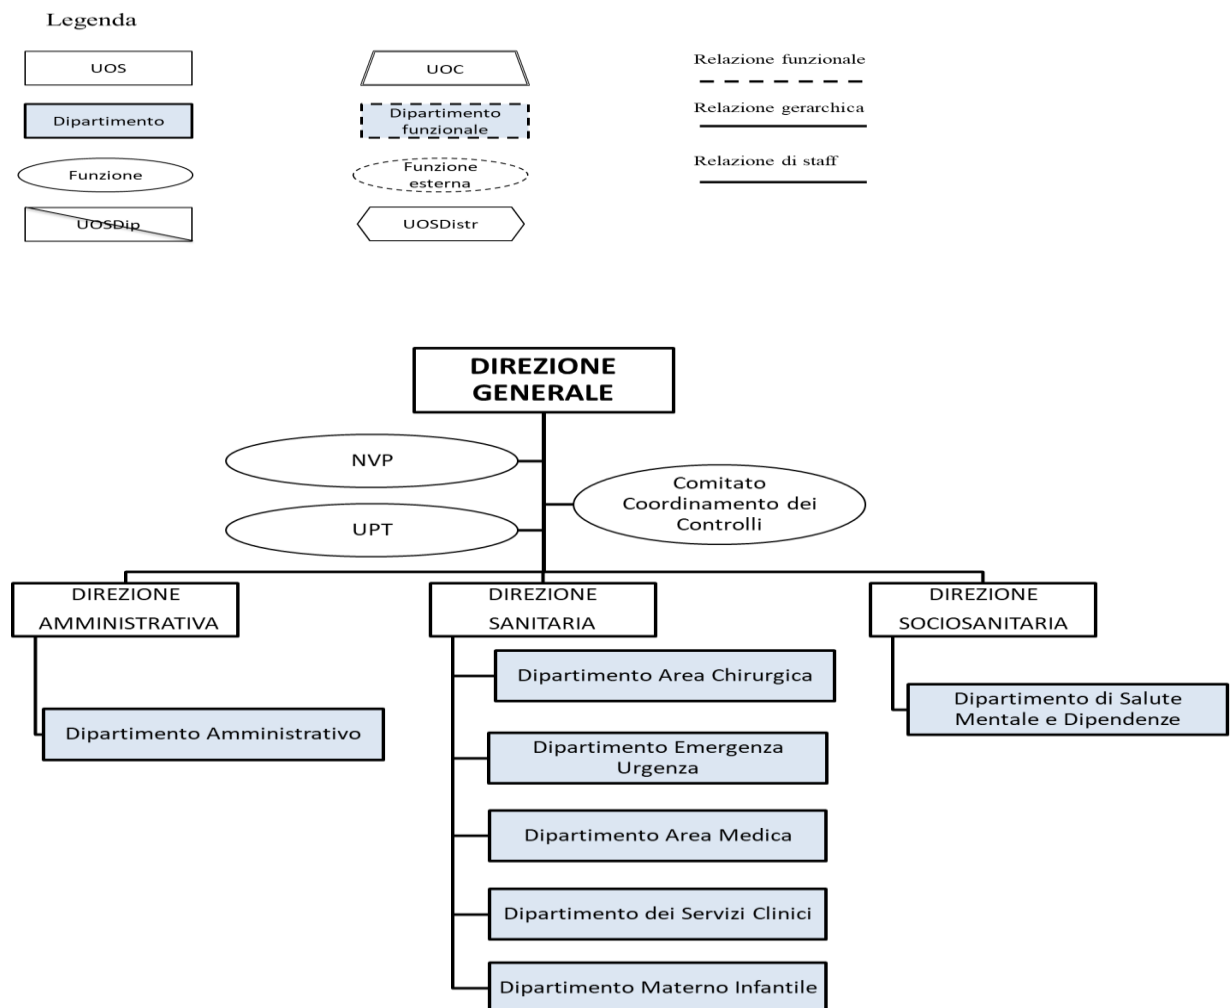 Legenda
UOS
UOC
Relazione funzionale
Dipartimento
Dipartimento
funzionale
Relazione gerarchica
Funzione
Funzione
esterna
Relazione di staff
UOSDip
UOSDistr
DIREZIONE
GENERALE
NVP
Comitato
Coordinamento dei
Controlli
UPT
DIREZIONE
AMMINISTRATIVA
DIREZIONE
SANITARIA
DIREZIONE
SOCIOSANITARIA
Dipartimento Amministrativo
Dipartimento Area Chirurgica
Dipartimento Emergenza
Urgenza
Dipartimento Area Medica
Dipartimento dei Servizi Clinici
Dipartimento Materno Infantile
Dipartimento di Salute
Mentale e Dipendenze